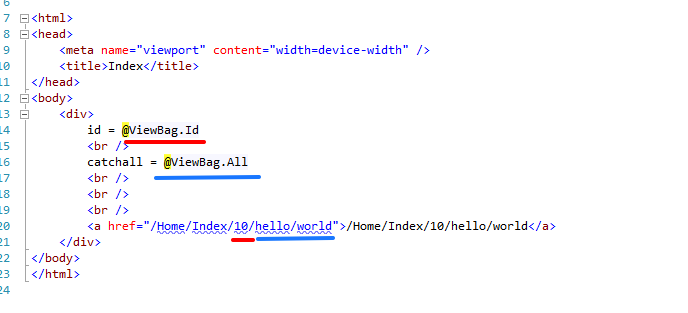 6
7 <html>
8 <head>
9 <meta name="viewport" content="width=device-width" />
10 <title>Index</title>
11 </head>
12 <body>
13 <div>
14 id = @ViewBag.Id
15 <br />
16 catchall = @ViewBag.All
17 <br />
18 <br />
19 <br />
20 <a href="/Home/Index/10/hello/world">/Home/Index/10/hello/world</a>
21 </div>
22 </body>
23 </html>
24